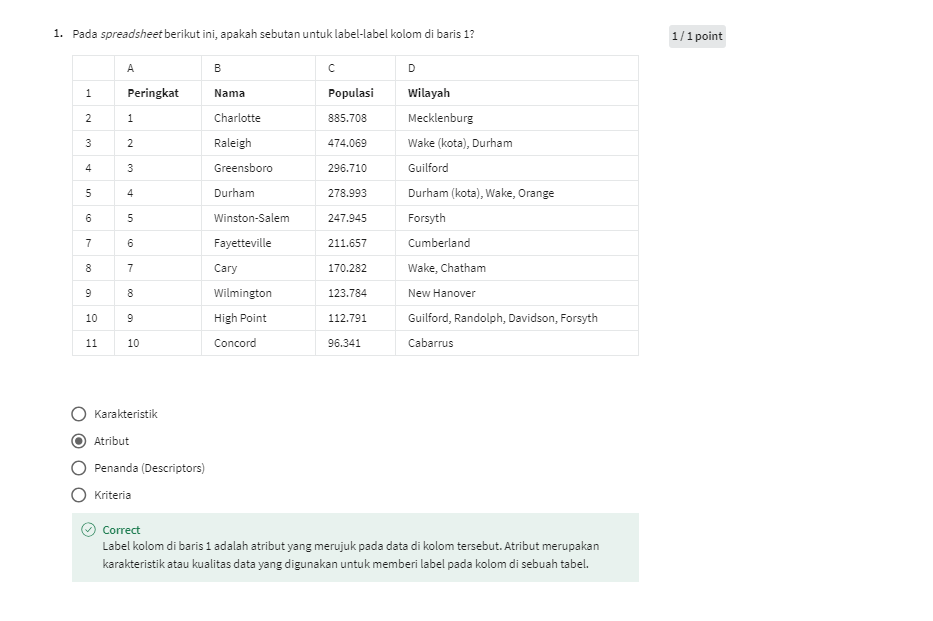 1. Pada spreadsheet berikut ini, apakah sebutan untuk label-label kolom di baris 1? 1 / 1 point
A B C D
1 Peringkat Nama Populasi Wilayah
2 1 Charlotte 885.708 Mecklenburg
3 2 Raleigh 474.069 Wake (kota), Durham
4 3 Greensboro 296.710 Guilford
5 4 Durham 278.993 Durham (kota), Wake, Orange
6 5 Winston-Salem 247.945 Forsyth
7 6 Fayetteville 211.657 Cumberland
8 7 Cary 170.282 Wake, Chatham
9 8 Wilmington 123.784 New Hanover
10 9 High Point 112.791 Guilford, Randolph, Davidson, Forsyth
11 10 Concord 96.341 Cabarrus
Karakteristik
Atribut
Penanda (Descriptors)
Kriteria
Correct
Label kolom di baris 1 adalah atribut yang merujuk pada data di kolom tersebut. Atribut merupakan
karakteristik atau kualitas data yang digunakan untuk memberi label pada kolom di sebuah tabel.